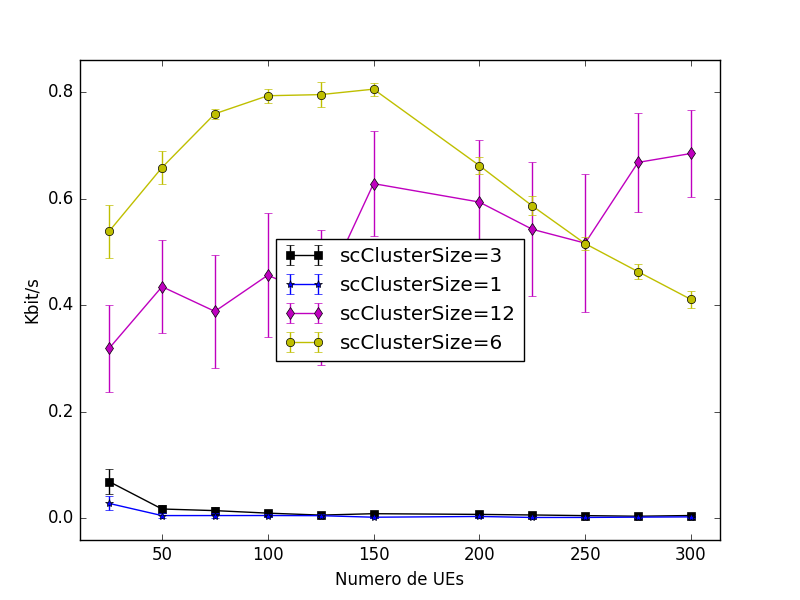 0.8
0.6
0.4
0.2
0.0
Kbit/s
scClusterSize=3
scClusterSize=1
scClusterSize=12
scClusterSize=6
50 100 150 200 250 300
Numero de UEs